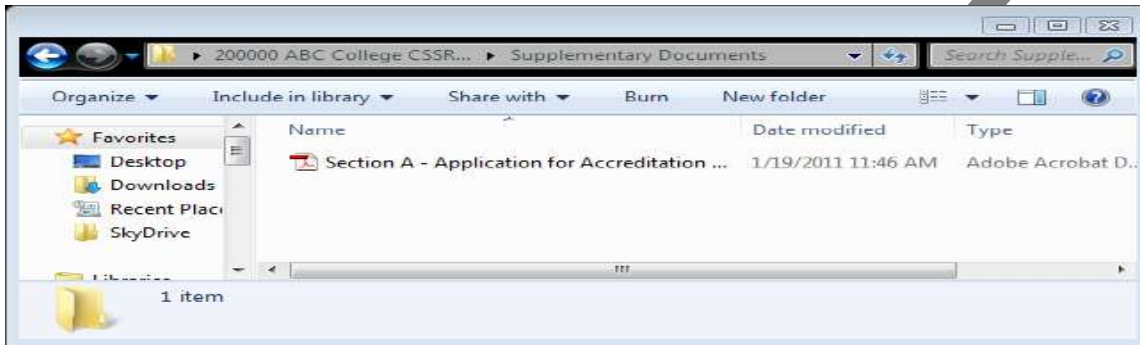 200000 ABC College CSSR... Supplementary Documents Search Supple...
Organize Include in library Share with Burn New folder
Favorites Name Date modified Type
Desktop Section A - Application for Accreditation ... 1/19/2011 11:46 AM Adobe Acrobat D...
Downloads
Recent Plac
SkyDrive
Libraries
1 item